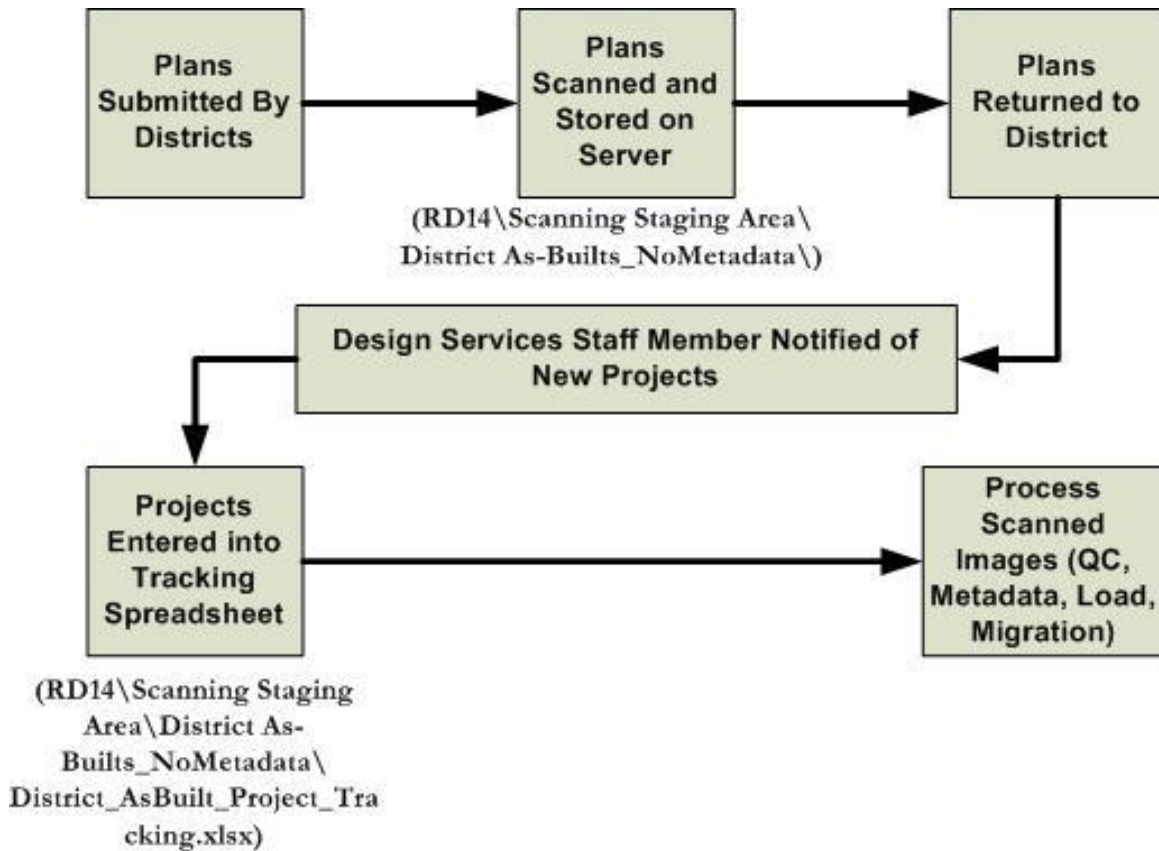 Plans
Submitted By
Districts
Plans
Scanned and
Stored on
Server
Plans
Returned to
District
(RD14\Scanning Staging Area\
District As-Builts_NoMetadata\)
Design Services Staff Member Notified of
New Projects
Projects
Entered into
Tracking
Spreadsheet
Process
Scanned
Images (QC,
Metadata, Load,
Migration)
(RD14\Scanning Staging
Area\District As-
Builts_NoMetadata\
District_AsBuilt_Project_Tra
cking.xlsx)